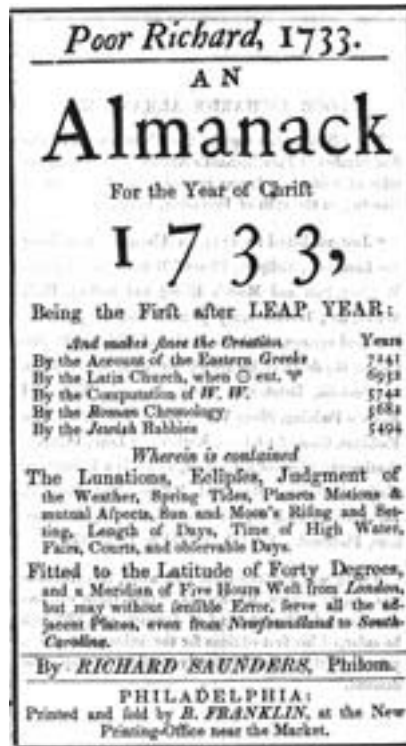 Poor Richard, 1733.
AN
Almanack
For the Year of Chriſt
1733,
Being the Firſt after LEAP YEAR:
And makes ſince the Creation Years
By the Account of the Eastern Greeks 7241
By the Latin Church, when ☉ ent. ♈ 6932
By the Computation of W. W. 5742
By the Roman Chronology 5682
By the Jewiſh Rabbies 5494
Wherein is contained
The Lunations, Eclipſes, Judgment of
the Weather, Spring Tides, Planets Motions &
mutual Aſpects, Sun and Moon's Riſing and Set-
ting, Length of Days, Time of High Water,
Fairs, Courts, and obſervable Days.
Fitted to the Latitude of Forty Degrees,
and a Meridian of Five Hours Weſt from London,
but may without ſenſible Error, ſerve all the ad-
jacent Places, even from Newfoundland to South-
Carolina.
By RICHARD SAUNDERS, Philom.
PHILADELPHIA:
Printed and ſold by B. FRANKLIN, at the New
Printing-Office near the Market.